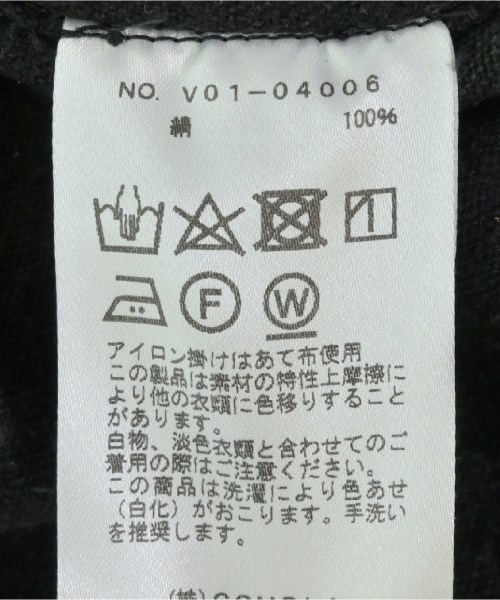 NO. V01-04006
絹 100%
F W
アイロン掛けはあて布使用
この製品は素材の特性上摩擦に
より他の衣類に色移りすること
があります。
白物、淡色衣類と合わせてのご
着用の際はご注意ください。
この商品は洗濯により色あせ
(白化)がおこります。手洗い
を推奨します。